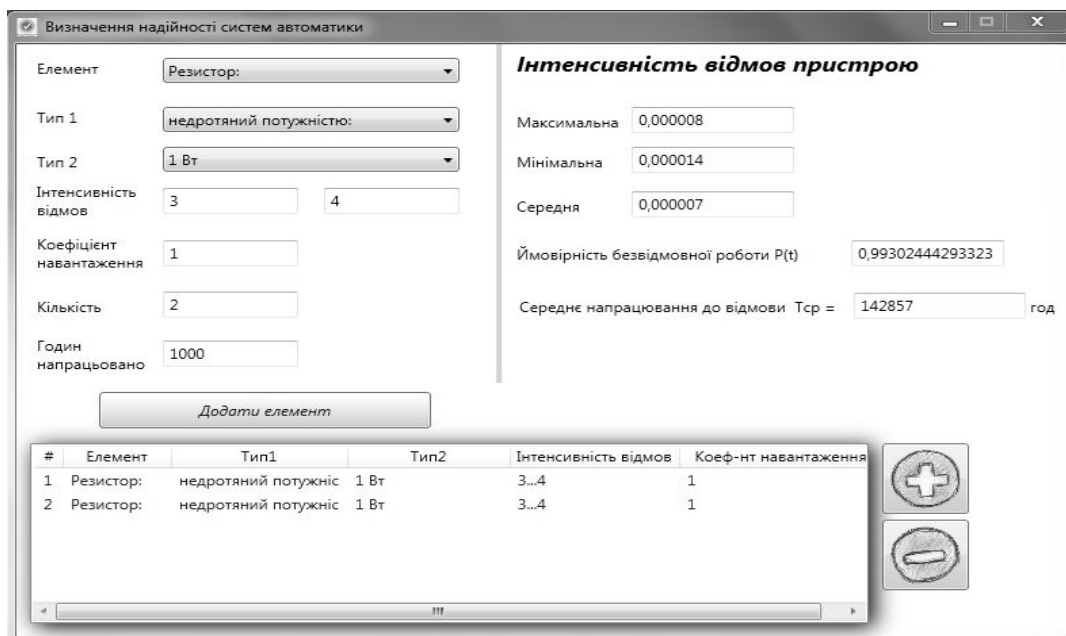 Визначення надійності систем автоматики
Елемент
Резистор:
Тип 1
недротяний потужністю:
Тип 2
1 Вт
Інтенсивність
відмов
3
4
Коефіцієнт
навантаження
1
Кількість
2
Годин
напрацьовано
1000
Додати елемент
Інтенсивність відмов пристрою
Максимальна 0,000008
Мінімальна 0,000014
Середня 0,000007
Ймовірність безвідмовної роботи P(t) 0,99302444293323
Середнє напрацювання до відмови Тср = 142857 год
# Елемент Тип1 Тип2 Інтенсивність відмов Коеф-нт навантаження
1 Резистор: недротяний потужніс 1 Вт 3...4 1
2 Резистор: недротяний потужніс 1 Вт 3...4 1